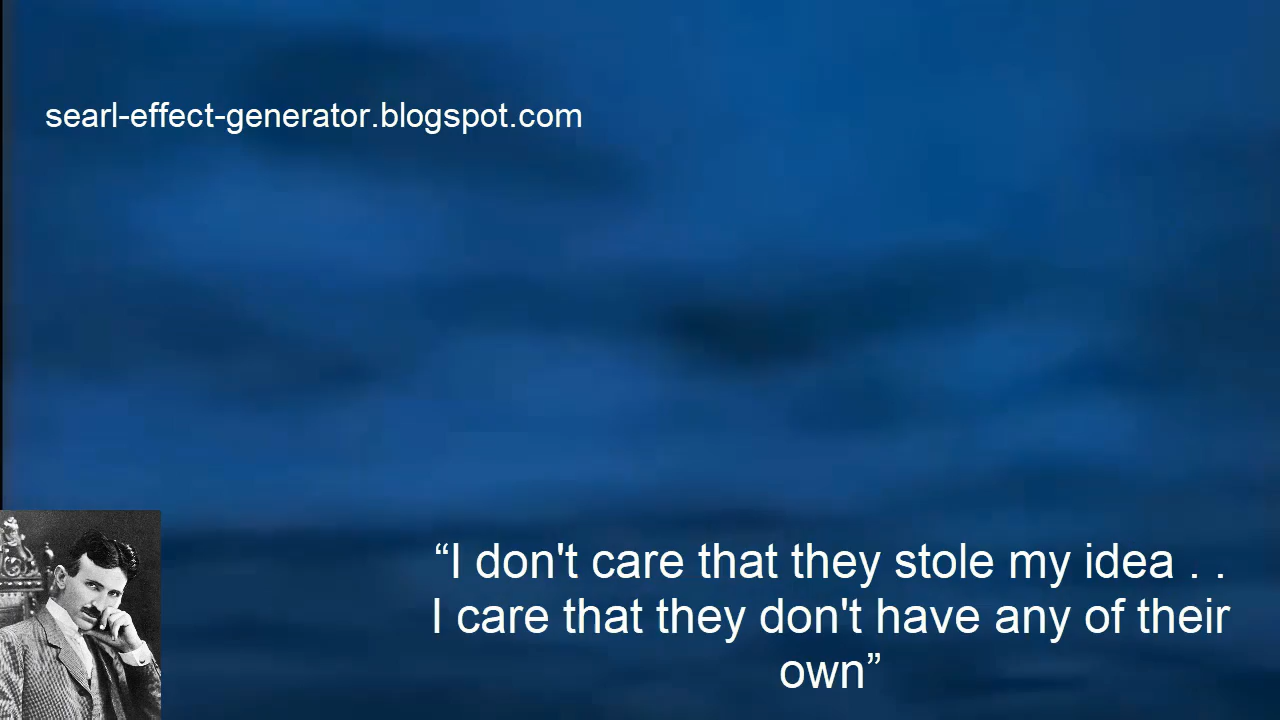 searl-effect-generator.blogspot.com
“I don't care that they stole my idea . .
I care that they don't have any of their
own”